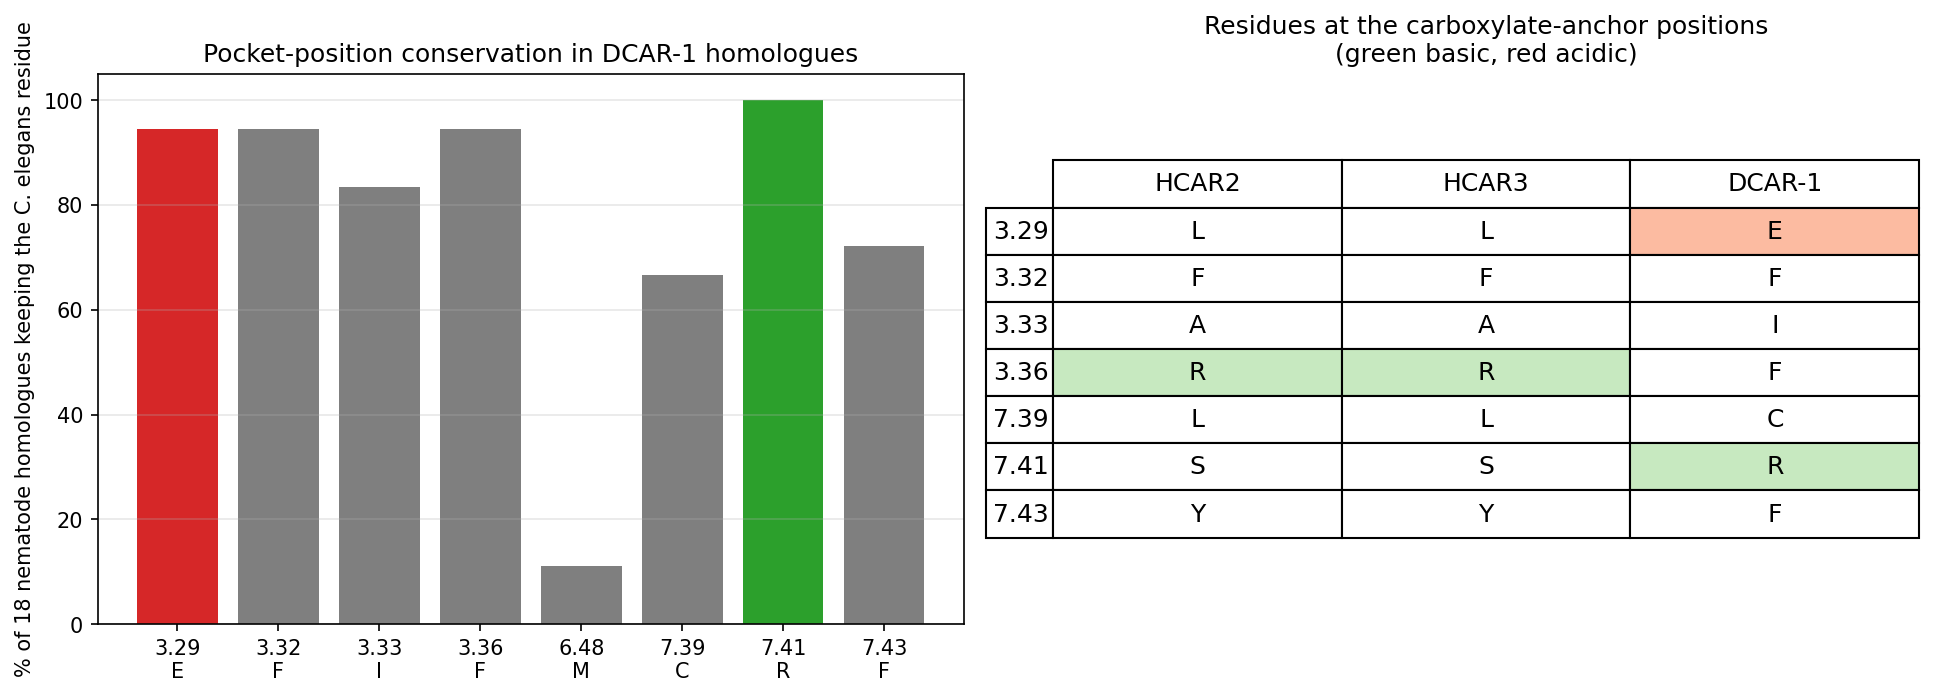 Pocket-position conservation in DCAR-1 homologues
% of 18 nematode homologues keeping the C. elegans residue
100
80
60
40
20
0
3.29 3.32 3.33 3.36 6.48 7.39 7.41 7.43
E F I F M C R F
Residues at the carboxylate-anchor positions
(green basic, red acidic)
HCAR2 HCAR3 DCAR-1
3.29 L L E
3.32 F F F
3.33 A A I
3.36 R R F
7.39 L L C
7.41 S S R
7.43 Y Y F